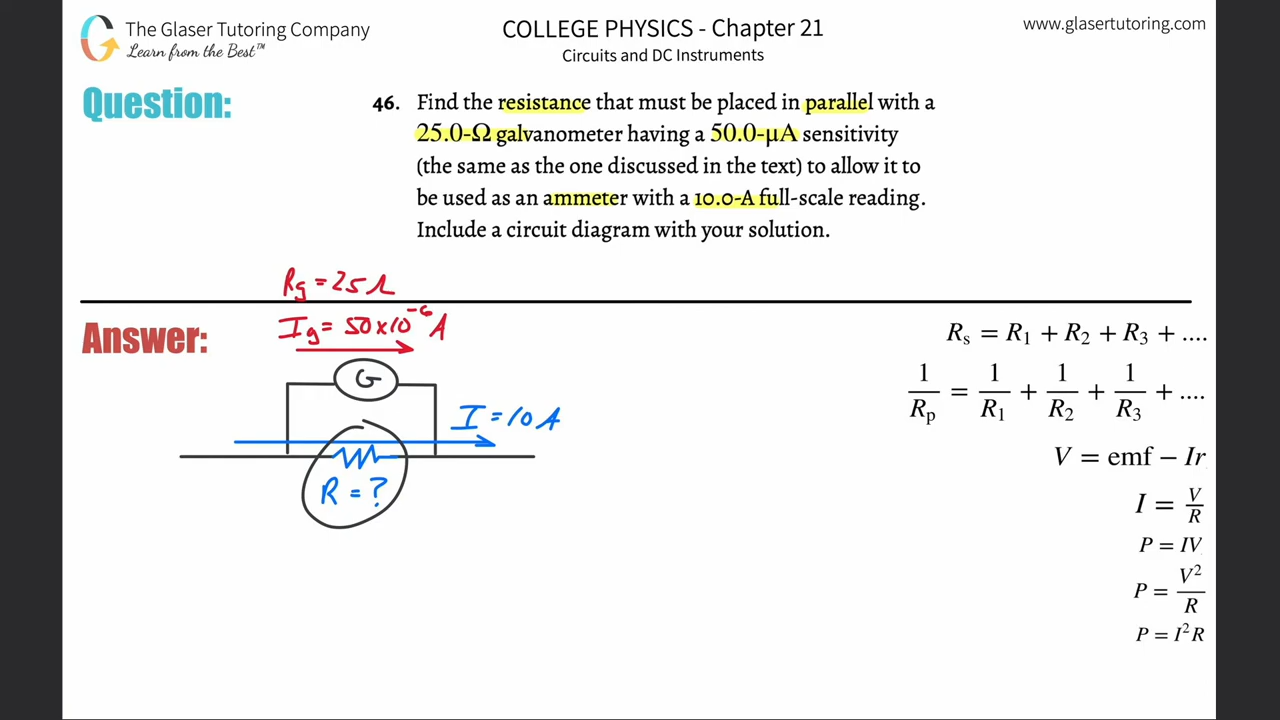 The Glaser Tutoring Company
Learn from the Best™
COLLEGE PHYSICS - Chapter 21
Circuits and DC Instruments
www.glasertutoring.com
Question:
46. Find the resistance that must be placed in parallel with a
25.0-Ω galvanometer having a 50.0-μA sensitivity
(the same as the one discussed in the text) to allow it to
be used as an ammeter with a 10.0-A full-scale reading.
Include a circuit diagram with your solution.
Rg = 25Ω
Answer:
Ig = 50x10⁻⁶ A
G
I = 10 A
R = ?
Rs = R1 + R2 + R3 + ....
1/Rp = 1/R1 + 1/R2 + 1/R3 + ....
V = emf − Ir
I = V/R
P = IV
P = V²/R
P = I²R